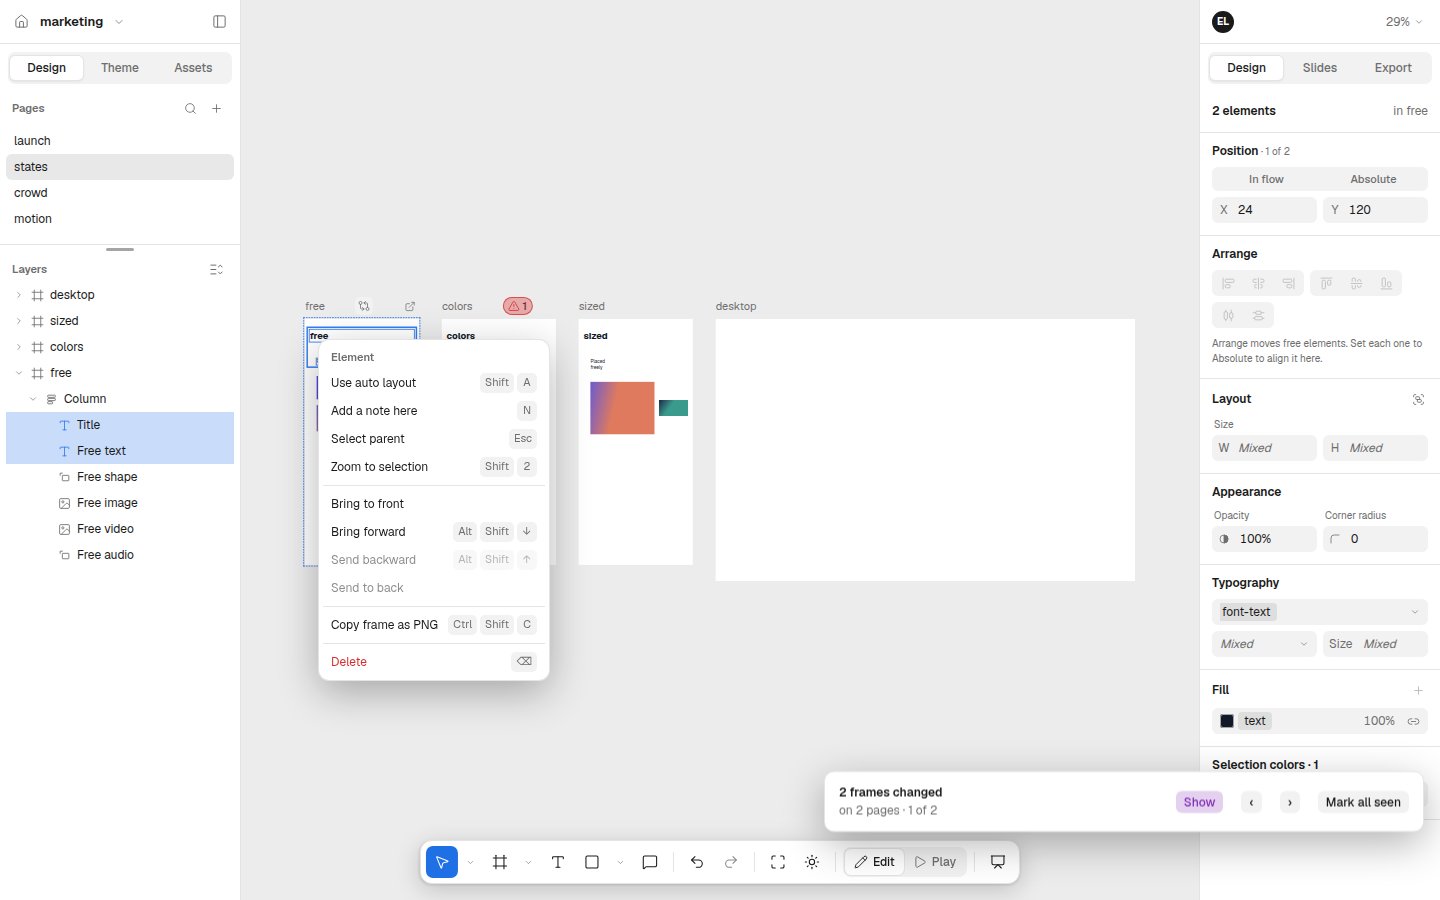 marketing
Design
Theme
Assets
Pages
launch
states
crowd
motion
Layers
desktop
sized
colors
free
Column
Title
Free text
Free shape
Free image
Free video
Free audio
free
colors
1
sized
desktop
free
colors
sized
Placed
freely
Element
Use auto layout Shift A
Add a note here N
Select parent Esc
Zoom to selection Shift 2
Bring to front
Bring forward Alt Shift ↓
Send backward Alt Shift ↑
Send to back
Copy frame as PNG Ctrl Shift C
Delete ⌫
EL
29%
Design
Slides
Export
2 elements in free
Position · 1 of 2
In flow Absolute
X 24 Y 120
Arrange
Arrange moves free elements. Set each one to
Absolute to align it here.
Layout
Size
W Mixed H Mixed
Appearance
Opacity Corner radius
100% 0
Typography
font-text
Mixed Size Mixed
Fill
text 100%
Selection colors · 1
2 frames changed
on 2 pages · 1 of 2
Show
‹
›
Mark all seen
Edit
Play